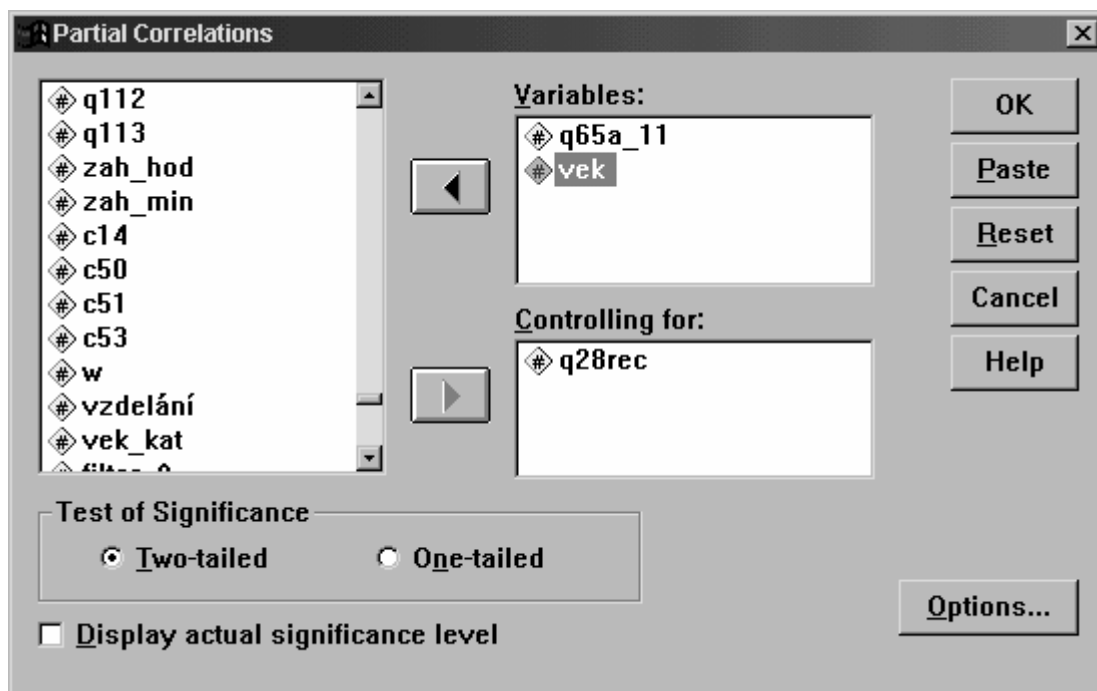 Partial Correlations
q112
q113
zah_hod
zah_min
c14
c50
c51
c53
w
vzdelání
vek_kat
Variables:
q65a_11
vek
Controlling for:
q28rec
OK
Paste
Reset
Cancel
Help
Test of Significance
Two-tailed One-tailed
Display actual significance level
Options...